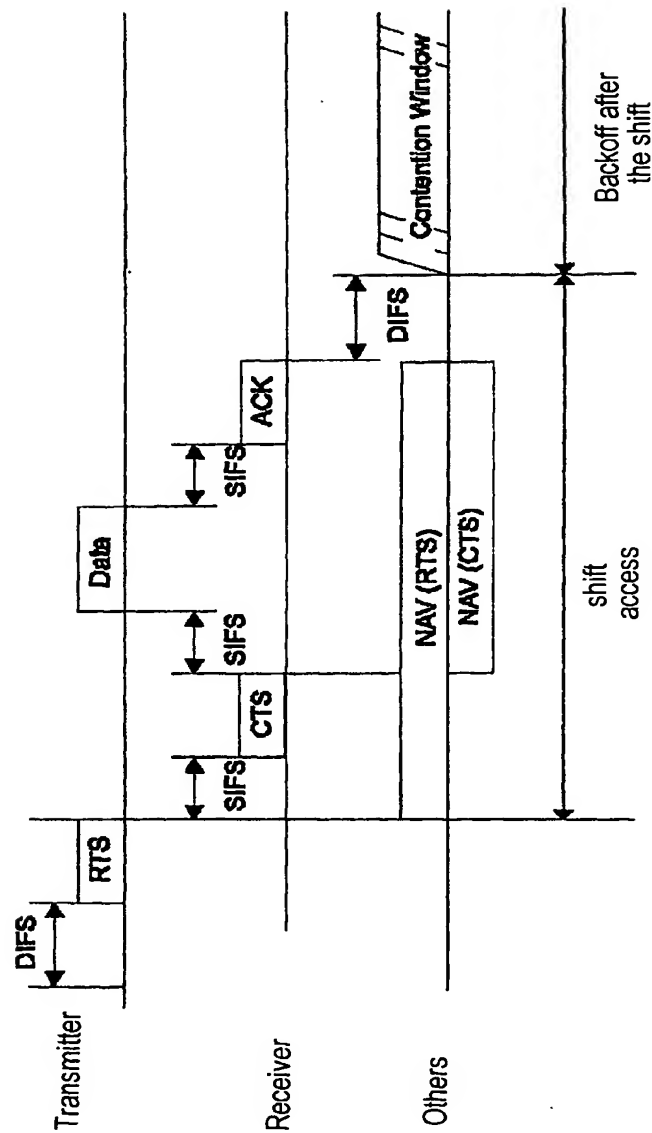 Transmitter
DIFS
RTS
Data
Receiver
SIFS
CTS
SIFS
SIFS
ACK
Others
NAV (RTS)
NAV (CTS)
DIFS
Contention Window
shift
access
Backoff after
the shift